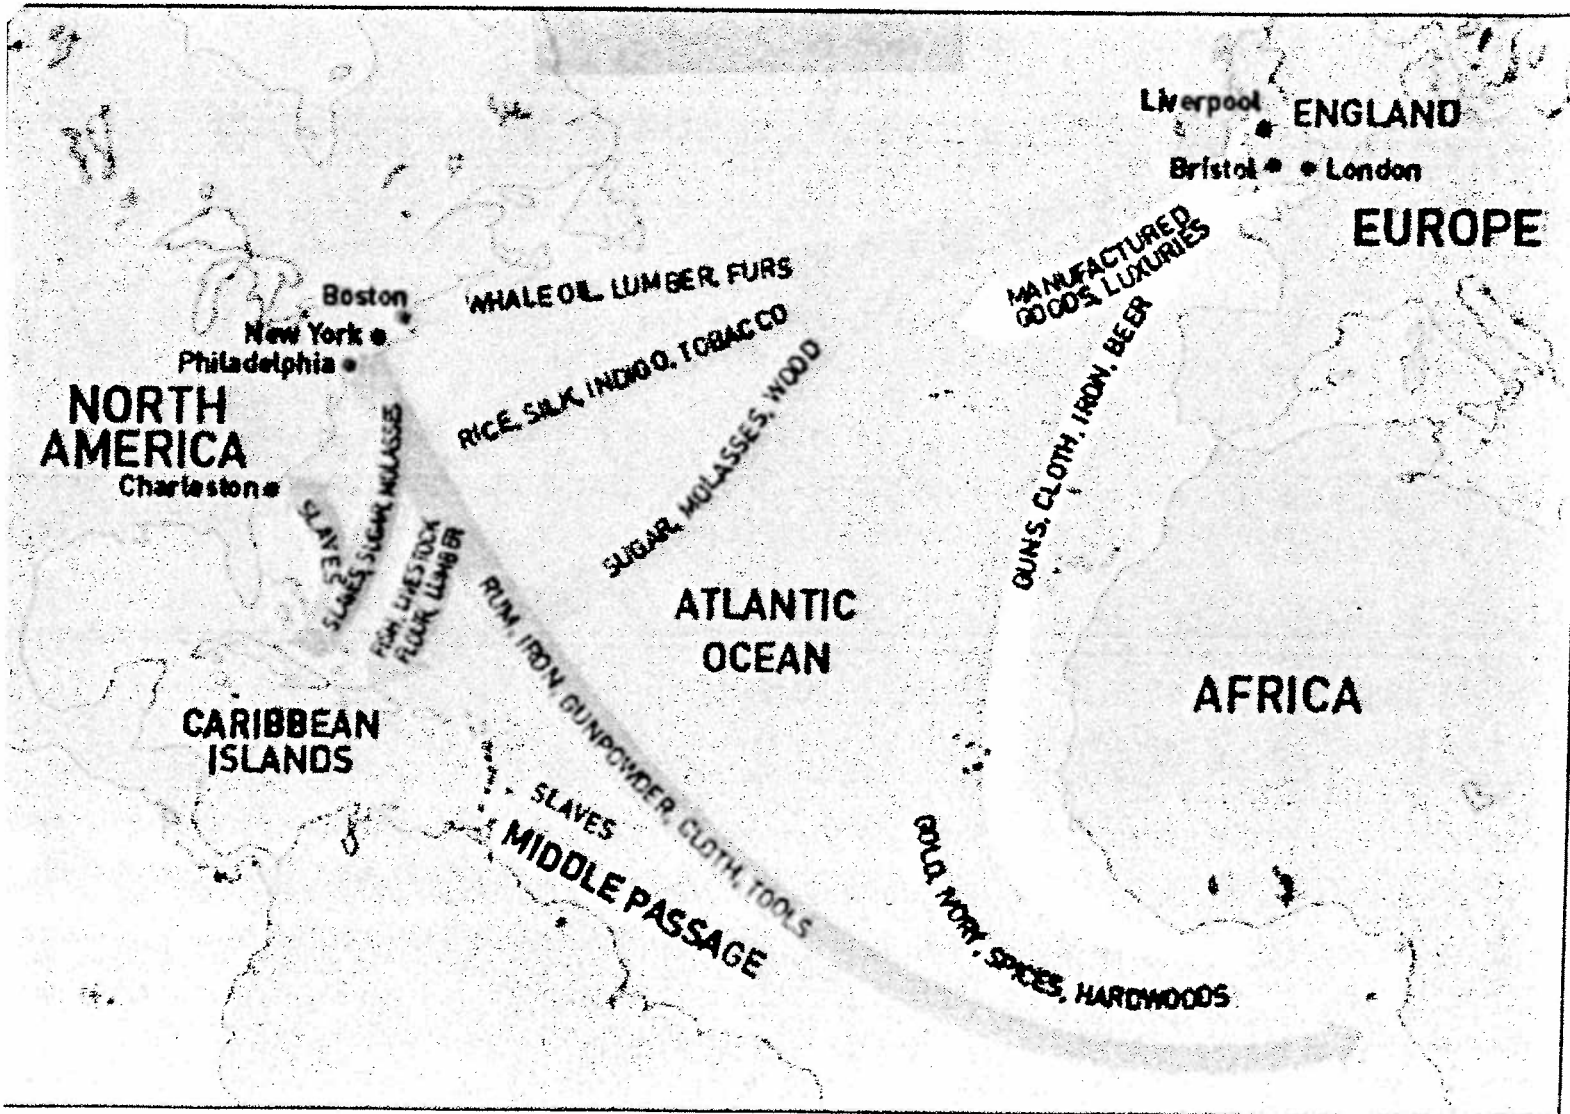 Liverpool
ENGLAND
Bristol
London
EUROPE
MANUFACTURED
GOODS, LUXURIES
WHALE OIL, LUMBER, FURS
Boston
New York
Philadelphia
RICE, SILK, INDIGO, TOBACCO
GUNS, CLOTH, IRON, BEER
NORTH
AMERICA
Charleston
SUGAR, MOLASSES, WOOD
SLAVES
SLAVES, SUGAR, MOLASSES
FISH, LIVESTOCK
FLOUR, LUMBER
RUM, IRON, GUNPOWDER, CLOTH, TOOLS
ATLANTIC
OCEAN
AFRICA
CARIBBEAN
ISLANDS
SLAVES
MIDDLE PASSAGE
GOLD, IVORY, SPICES, HARDWOODS